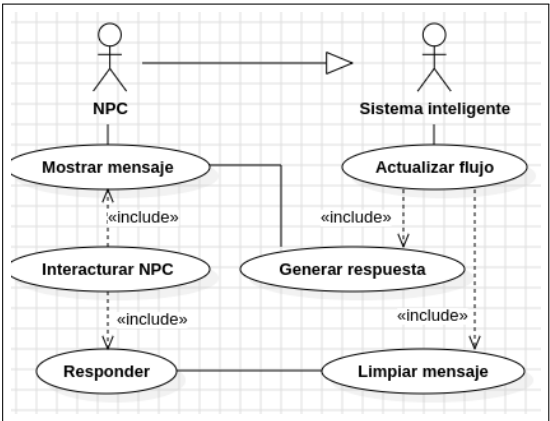 NPC
Sistema inteligente
Mostrar mensaje
Actualizar flujo
«include»
«include»
Interacturar NPC
Generar respuesta
«include»
«include»
Responder
Limpiar mensaje